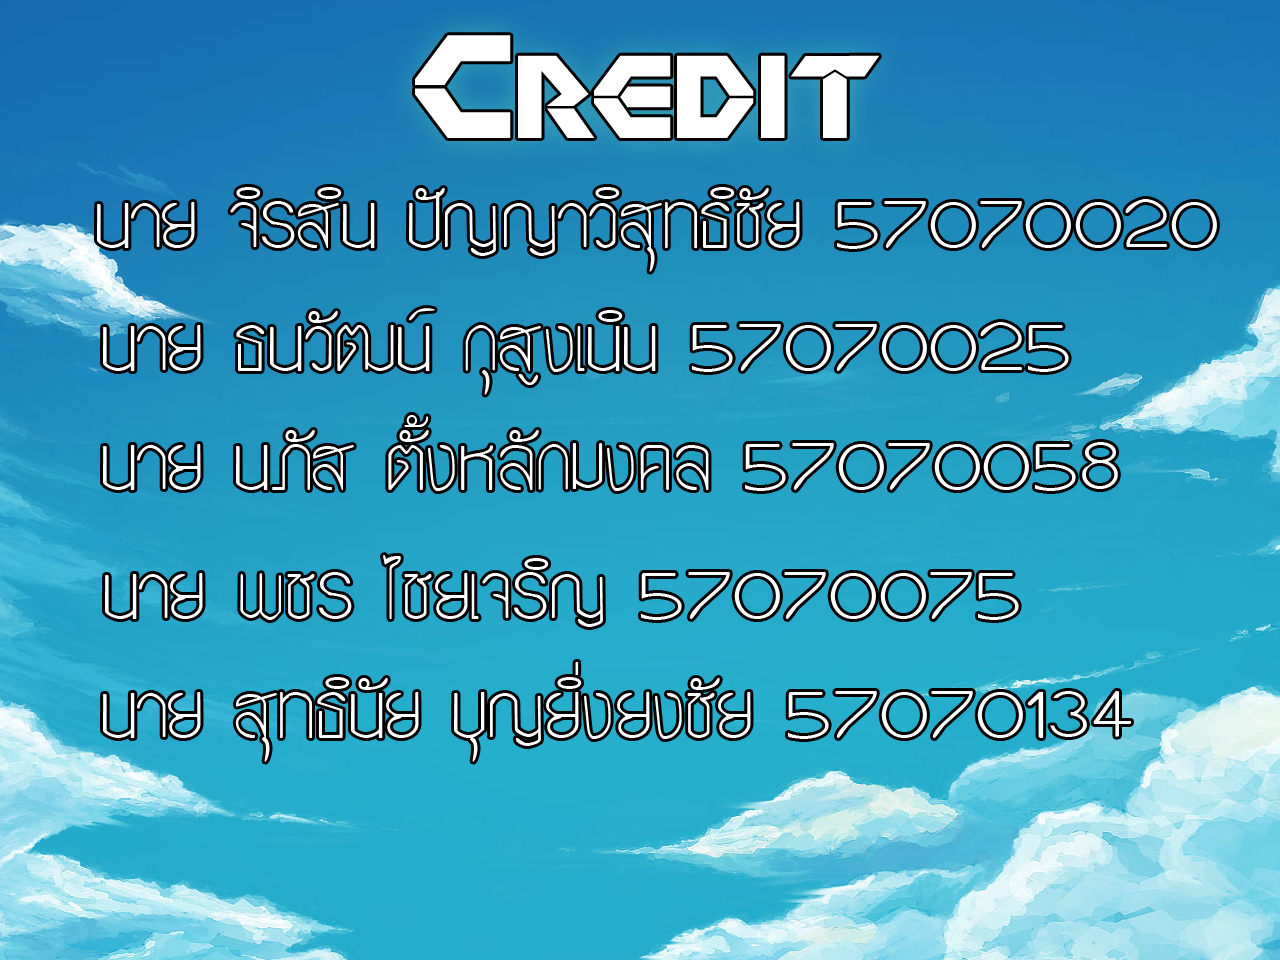 Credit
นาย จิรสิน ปัญญาวิสุทธิชัย 57070020
นาย ธนวัฒน์ กุสูงเนิน 57070025
นาย นภัส ตั้งหลักมงคล 57070058
นาย พชร ไชยเจริญ 57070075
นาย สุทธินัย บุญยิ่งยงชัย 57070134